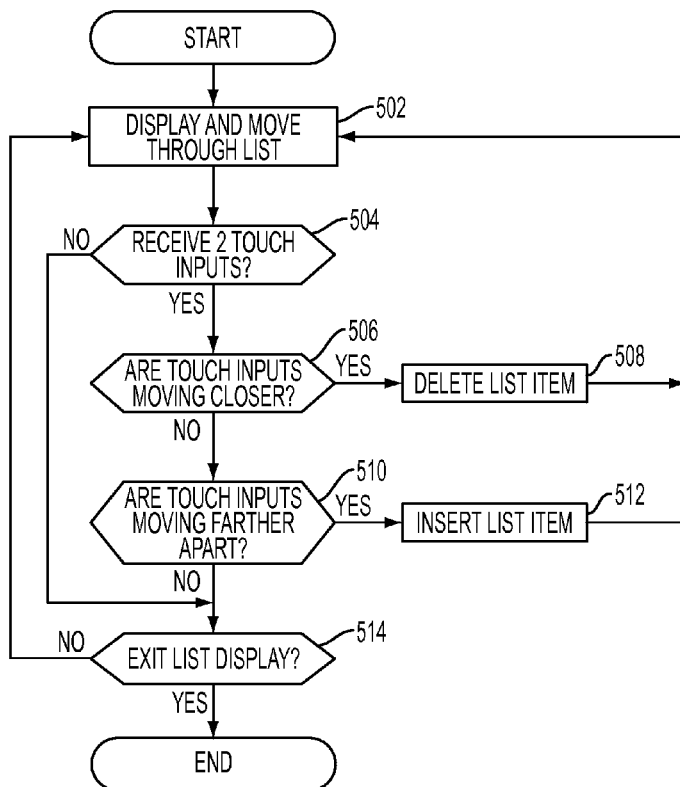 START
502
DISPLAY AND MOVE
THROUGH LIST
504
NO
RECEIVE 2 TOUCH
INPUTS?
YES
506
ARE TOUCH INPUTS
MOVING CLOSER?
YES
508
DELETE LIST ITEM
NO
510
ARE TOUCH INPUTS
MOVING FARTHER
APART?
YES
512
INSERT LIST ITEM
NO
514
NO
EXIT LIST DISPLAY?
YES
END